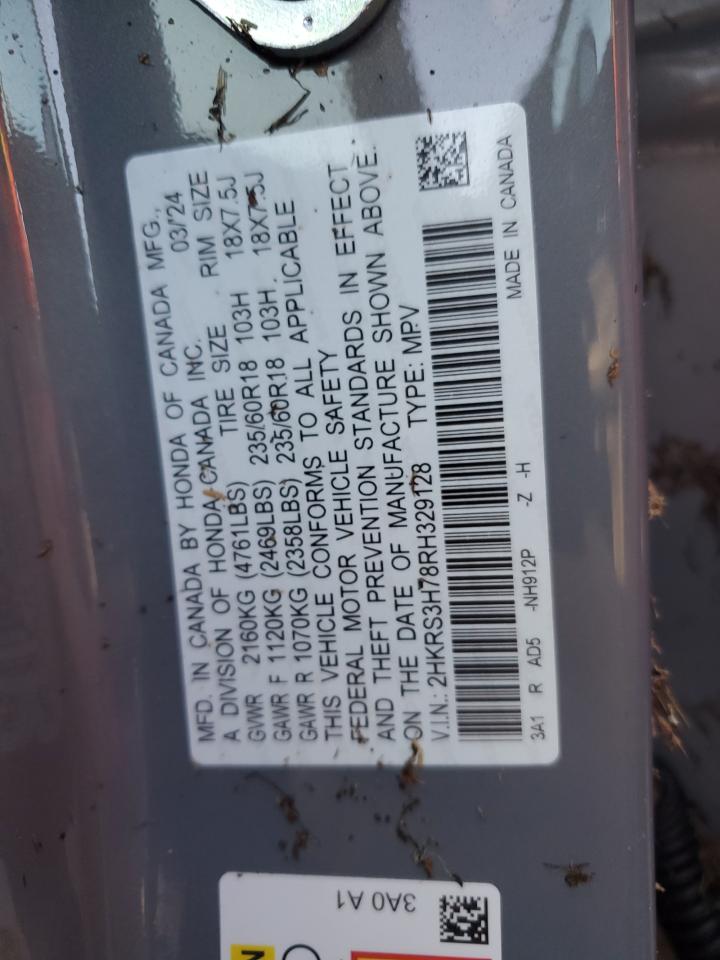 MFD. IN CANADA BY HONDA OF CANADA MFG.,
A DIVISION OF HONDA CANADA INC. 03/24
GVWR 2160KG (4761LBS) TIRE SIZE RIM SIZE
GAWR F 1120KG (2469LBS) 235/60R18 103H 18X7.5J
GAWR R 1070KG (2358LBS) 235/60R18 103H 18X7.5J
THIS VEHICLE CONFORMS TO ALL APPLICABLE
FEDERAL MOTOR VEHICLE SAFETY
AND THEFT PREVENTION STANDARDS IN EFFECT
ON THE DATE OF MANUFACTURE SHOWN ABOVE.
V.I.N.: 2HKRS3H78RH329128 TYPE: MPV
3A1 R AD5 -NH912P -Z -H MADE IN CANADA
3A0 A1
N